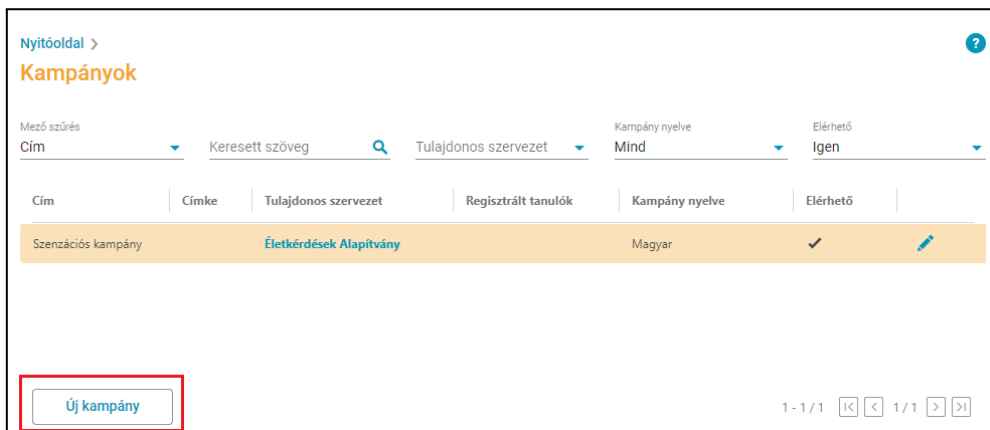 Nyitóoldal >
?
Kampányok
Mező szűrés Kampány nyelve Elérhető
Cím Keresett szöveg Tulajdonos szervezet Mind Igen
Cím Címke Tulajdonos szervezet Regisztrált tanulók Kampány nyelve Elérhető
Szenzációs kampány Életkérdések Alapítvány Magyar ✓
Új kampány 1 - 1 / 1 |< < 1 / 1 > >|